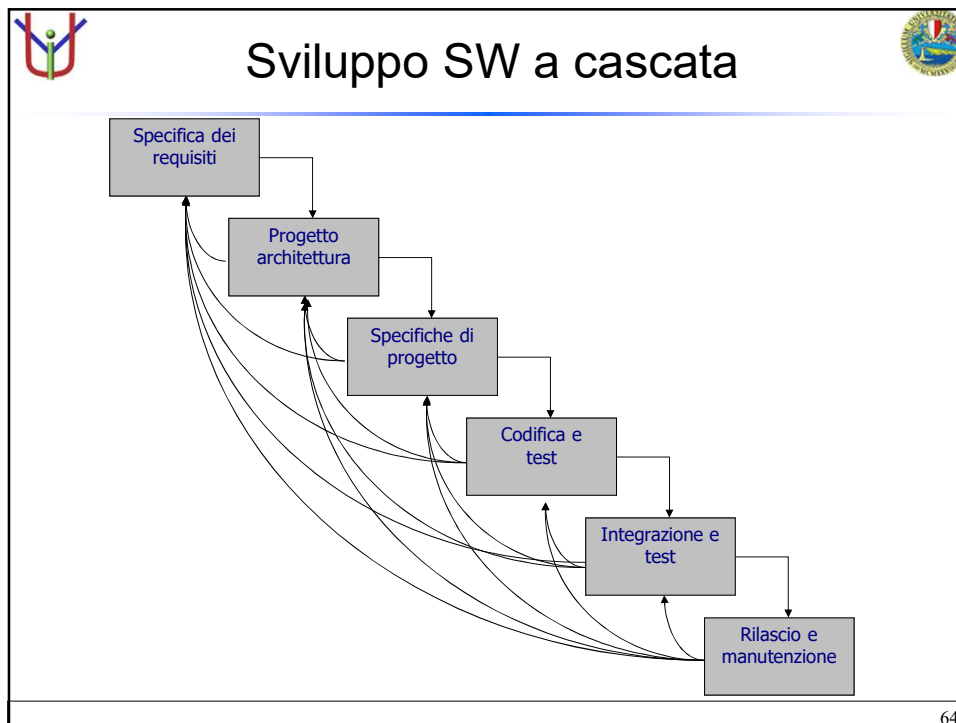 Sviluppo SW a cascata
Specifica dei
requisiti
Progetto
architettura
Specifiche di
progetto
Codifica e
test
Integrazione e
test
Rilascio e
manutenzione
64